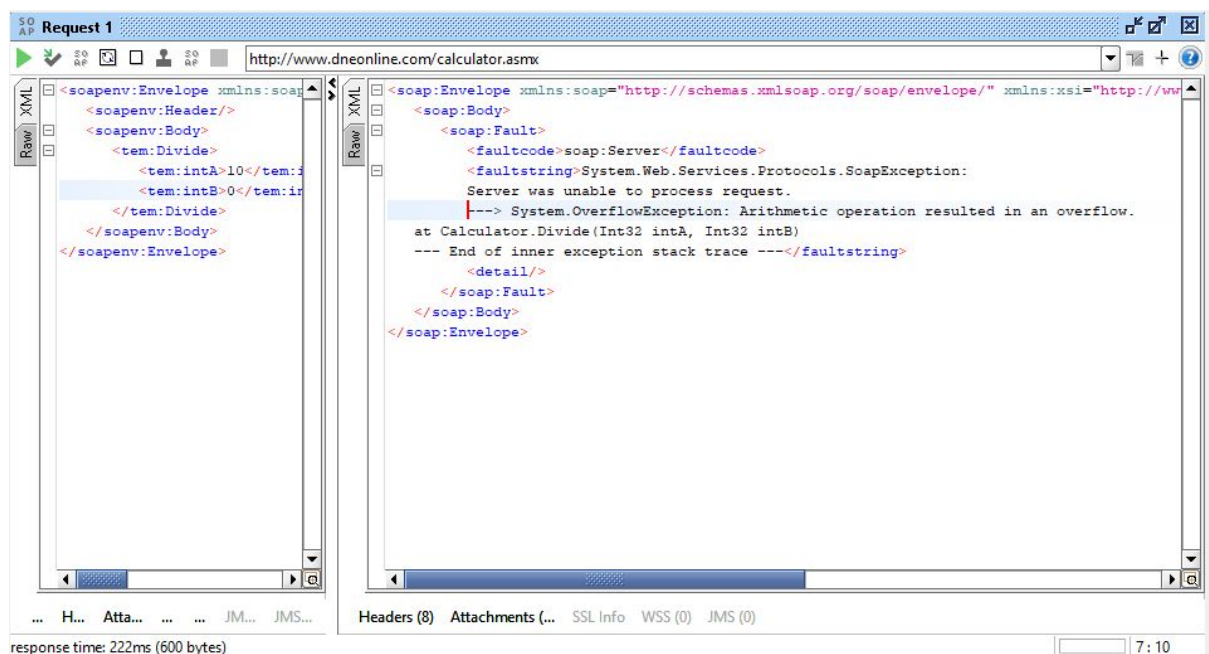 SO
AP Request 1
SO
AP
SO
AP
http://www.dneonline.com/calculator.asmx
XML
Raw
<soapenv:Envelope xmlns:soap
<soapenv:Header/>
<soapenv:Body>
<tem:Divide>
<tem:intA>10</tem:i
<tem:intB>0</tem:in
</tem:Divide>
</soapenv:Body>
</soapenv:Envelope>
XML
Raw
<soap:Envelope xmlns:soap="http://schemas.xmlsoap.org/soap/envelope/" xmlns:xsi="http://ww
<soap:Body>
<soap:Fault>
<faultcode>soap:Server</faultcode>
<faultstring>System.Web.Services.Protocols.SoapException:
Server was unable to process request.
---> System.OverflowException: Arithmetic operation resulted in an overflow.
at Calculator.Divide(Int32 intA, Int32 intB)
--- End of inner exception stack trace ---</faultstring>
<detail/>
</soap:Fault>
</soap:Body>
</soap:Envelope>
... H... Atta... ... ... JM... JMS...
Headers (8) Attachments (... SSL Info WSS (0) JMS (0)
response time: 222ms (600 bytes)
7 : 10